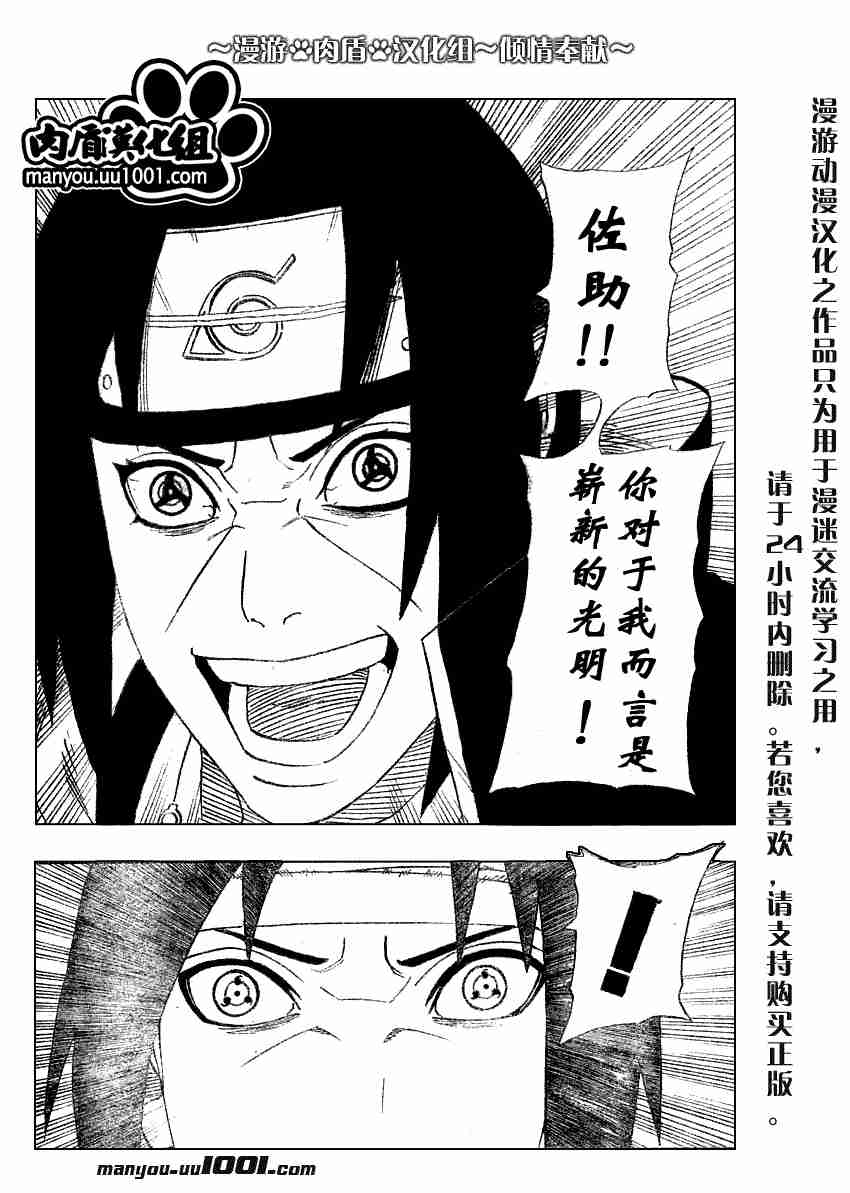 ～漫游 肉盾 汉化组～倾情奉献～
肉盾漢化组
manyou.uu1001.com
佐助!!
你对于我而言是
崭新的光明！
！
漫游动漫汉化之作品只为用于漫迷交流学习之用，
请于24小时内删除。若您喜欢，请支持购买正版。
manyou-uu1001.com